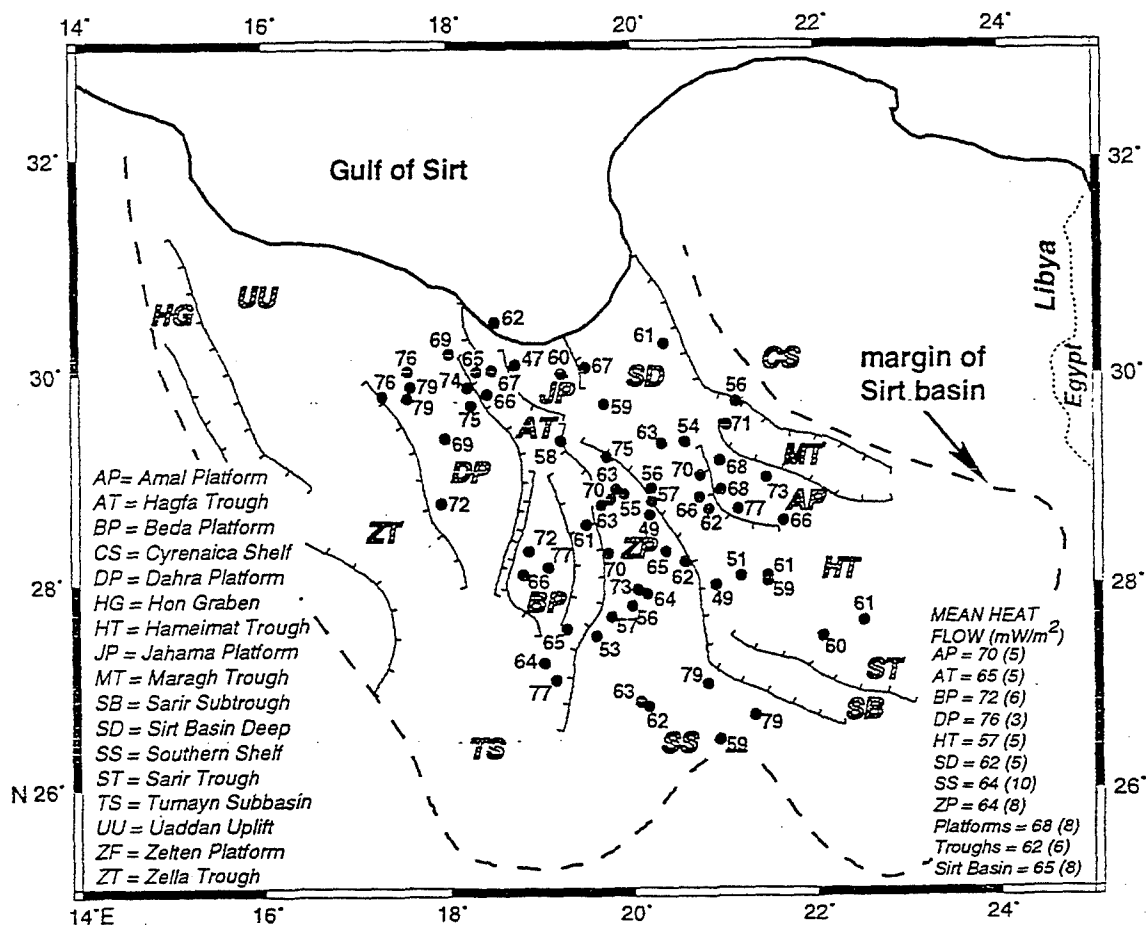 14° 16° 18° 20° 22° 24°
32° 32°
Gulf of Sirt
Libya
Egypt
UU
HG
62
CS
margin of
Sirt basin
69 65 47 60 67 61 SD
30° 30°
76 76 79 79 74 67 66 75 JP 59 56 71
69 DP AT 58 63 54 MT
75 63 70 55 63 56 57 49 70 68 68 66 62 77 73 AP 66
72 61 ZP
ZT
72 77 66 BP 70 65 62 51 61 59 HT
28° 28°
73 64 56 57 53 49 61 60
65 64 77 ST
79 SB
63 62 79
TS SS 59
N 26° 26°
AP = Amal Platform
AT = Hagfa Trough
BP = Beda Platform
CS = Cyrenaica Shelf
DP = Dahra Platform
HG = Hon Graben
HT = Hameimat Trough
JP = Jahama Platform
MT = Maragh Trough
SB = Sarir Subtrough
SD = Sirt Basin Deep
SS = Southern Shelf
ST = Sarir Trough
TS = Tumayn Subbasin
UU = Uaddan Uplift
ZF = Zelten Platform
ZT = Zella Trough
MEAN HEAT
FLOW (mW/m²)
AP = 70 (5)
AT = 65 (5)
BP = 72 (6)
DP = 76 (3)
HT = 57 (5)
SD = 62 (5)
SS = 64 (10)
ZP = 64 (8)
Platforms = 68 (8)
Troughs = 62 (6)
Sirt Basin = 65 (8)
14°E 16° 18° 20° 22° 24°